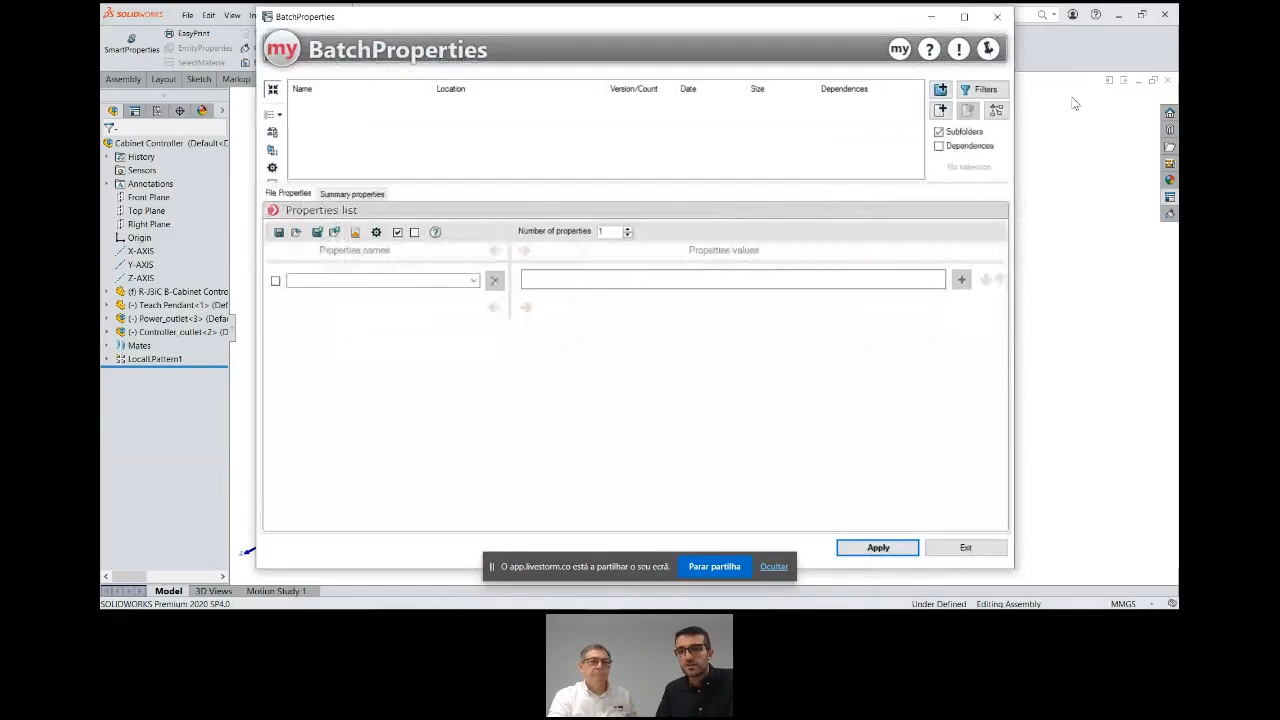 SOLIDWORKS
File Edit View In
BatchProperties
SmartProperties
EasyPrint
EntityProperties
SelectMaterial
my BatchProperties
my ? !
Assembly Layout Sketch Markup
Name Location Version/Count Date Size Dependences
Filters
Subfolders
Dependences
No selection
File Properties Summary properties
Properties list
Number of properties 1
Properties names Properties values
Cabinet Controller (Default<D
History
Sensors
Annotations
Front Plane
Top Plane
Right Plane
Origin
X-AXIS
Y-AXIS
Z-AXIS
(f) R-J3iC B-Cabinet Controlle
(-) Teach Pendant<1> (Def
(-) Power_outlet<3> (Defa
(-) Controller_outlet<2> (D
Mates
LocalLPattern1
Apply Exit
O app.livestorm.co está a partilhar o seu ecrã. Parar partilha Ocultar
Model 3D Views Motion Study 1
SOLIDWORKS Premium 2020 SP4.0 Under Defined Editing Assembly MMGS